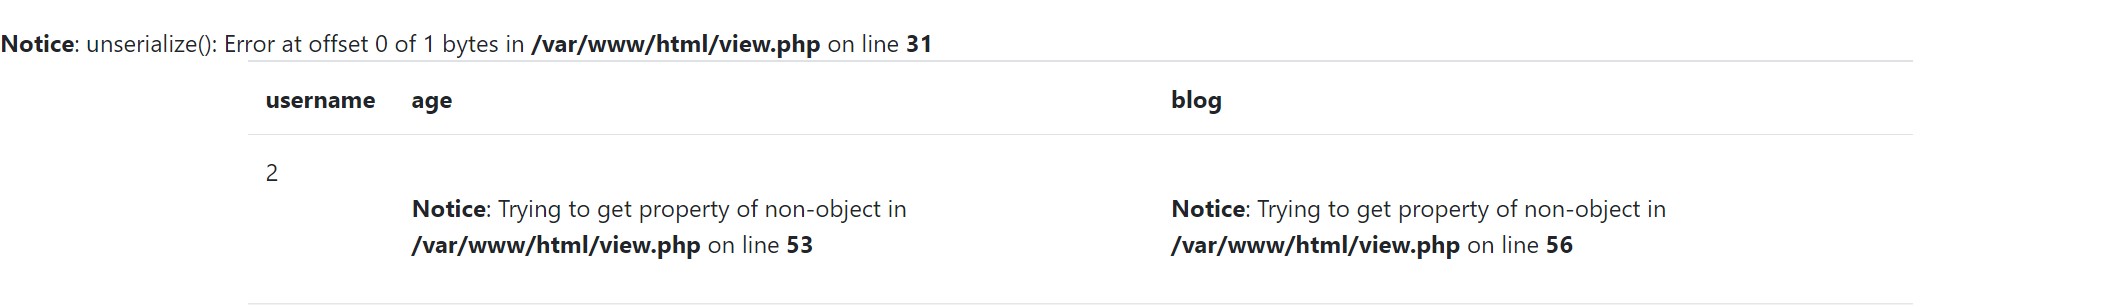 Notice: unserialize(): Error at offset 0 of 1 bytes in /var/www/html/view.php on line 31
username age blog
2
Notice: Trying to get property of non-object in
/var/www/html/view.php on line 53
Notice: Trying to get property of non-object in
/var/www/html/view.php on line 56